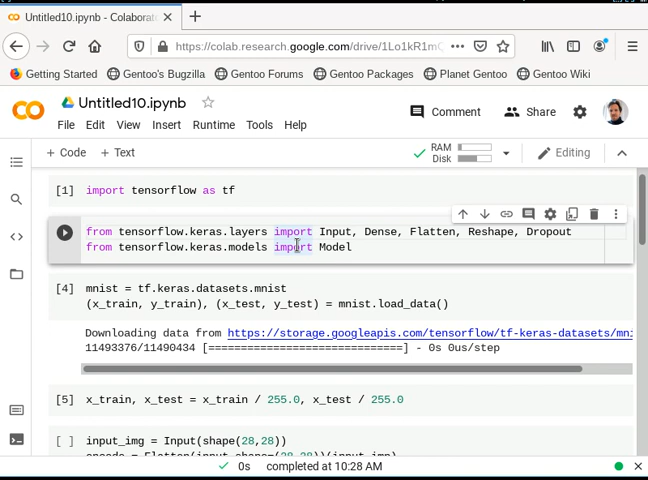 Untitled10.ipynb - Colaborat
https://colab.research.google.com/drive/1Lo1kR1mC
Getting Started
Gentoo's Bugzilla
Gentoo Forums
Gentoo Packages
Planet Gentoo
Gentoo Wiki
Untitled10.ipynb
Comment
Share
File Edit View Insert Runtime Tools Help
+ Code + Text
RAM
Disk
Editing
[1] import tensorflow as tf
from tensorflow.keras.layers import Input, Dense, Flatten, Reshape, Dropout
from tensorflow.keras.models import Model
[4] mnist = tf.keras.datasets.mnist
(x_train, y_train), (x_test, y_test) = mnist.load_data()
Downloading data from https://storage.googleapis.com/tensorflow/tf-keras-datasets/mni
11493376/11490434 [==============================] - 0s 0us/step
[5] x_train, x_test = x_train / 255.0, x_test / 255.0
[ ] input_img = Input(shape(28,28))
0s completed at 10:28 AM